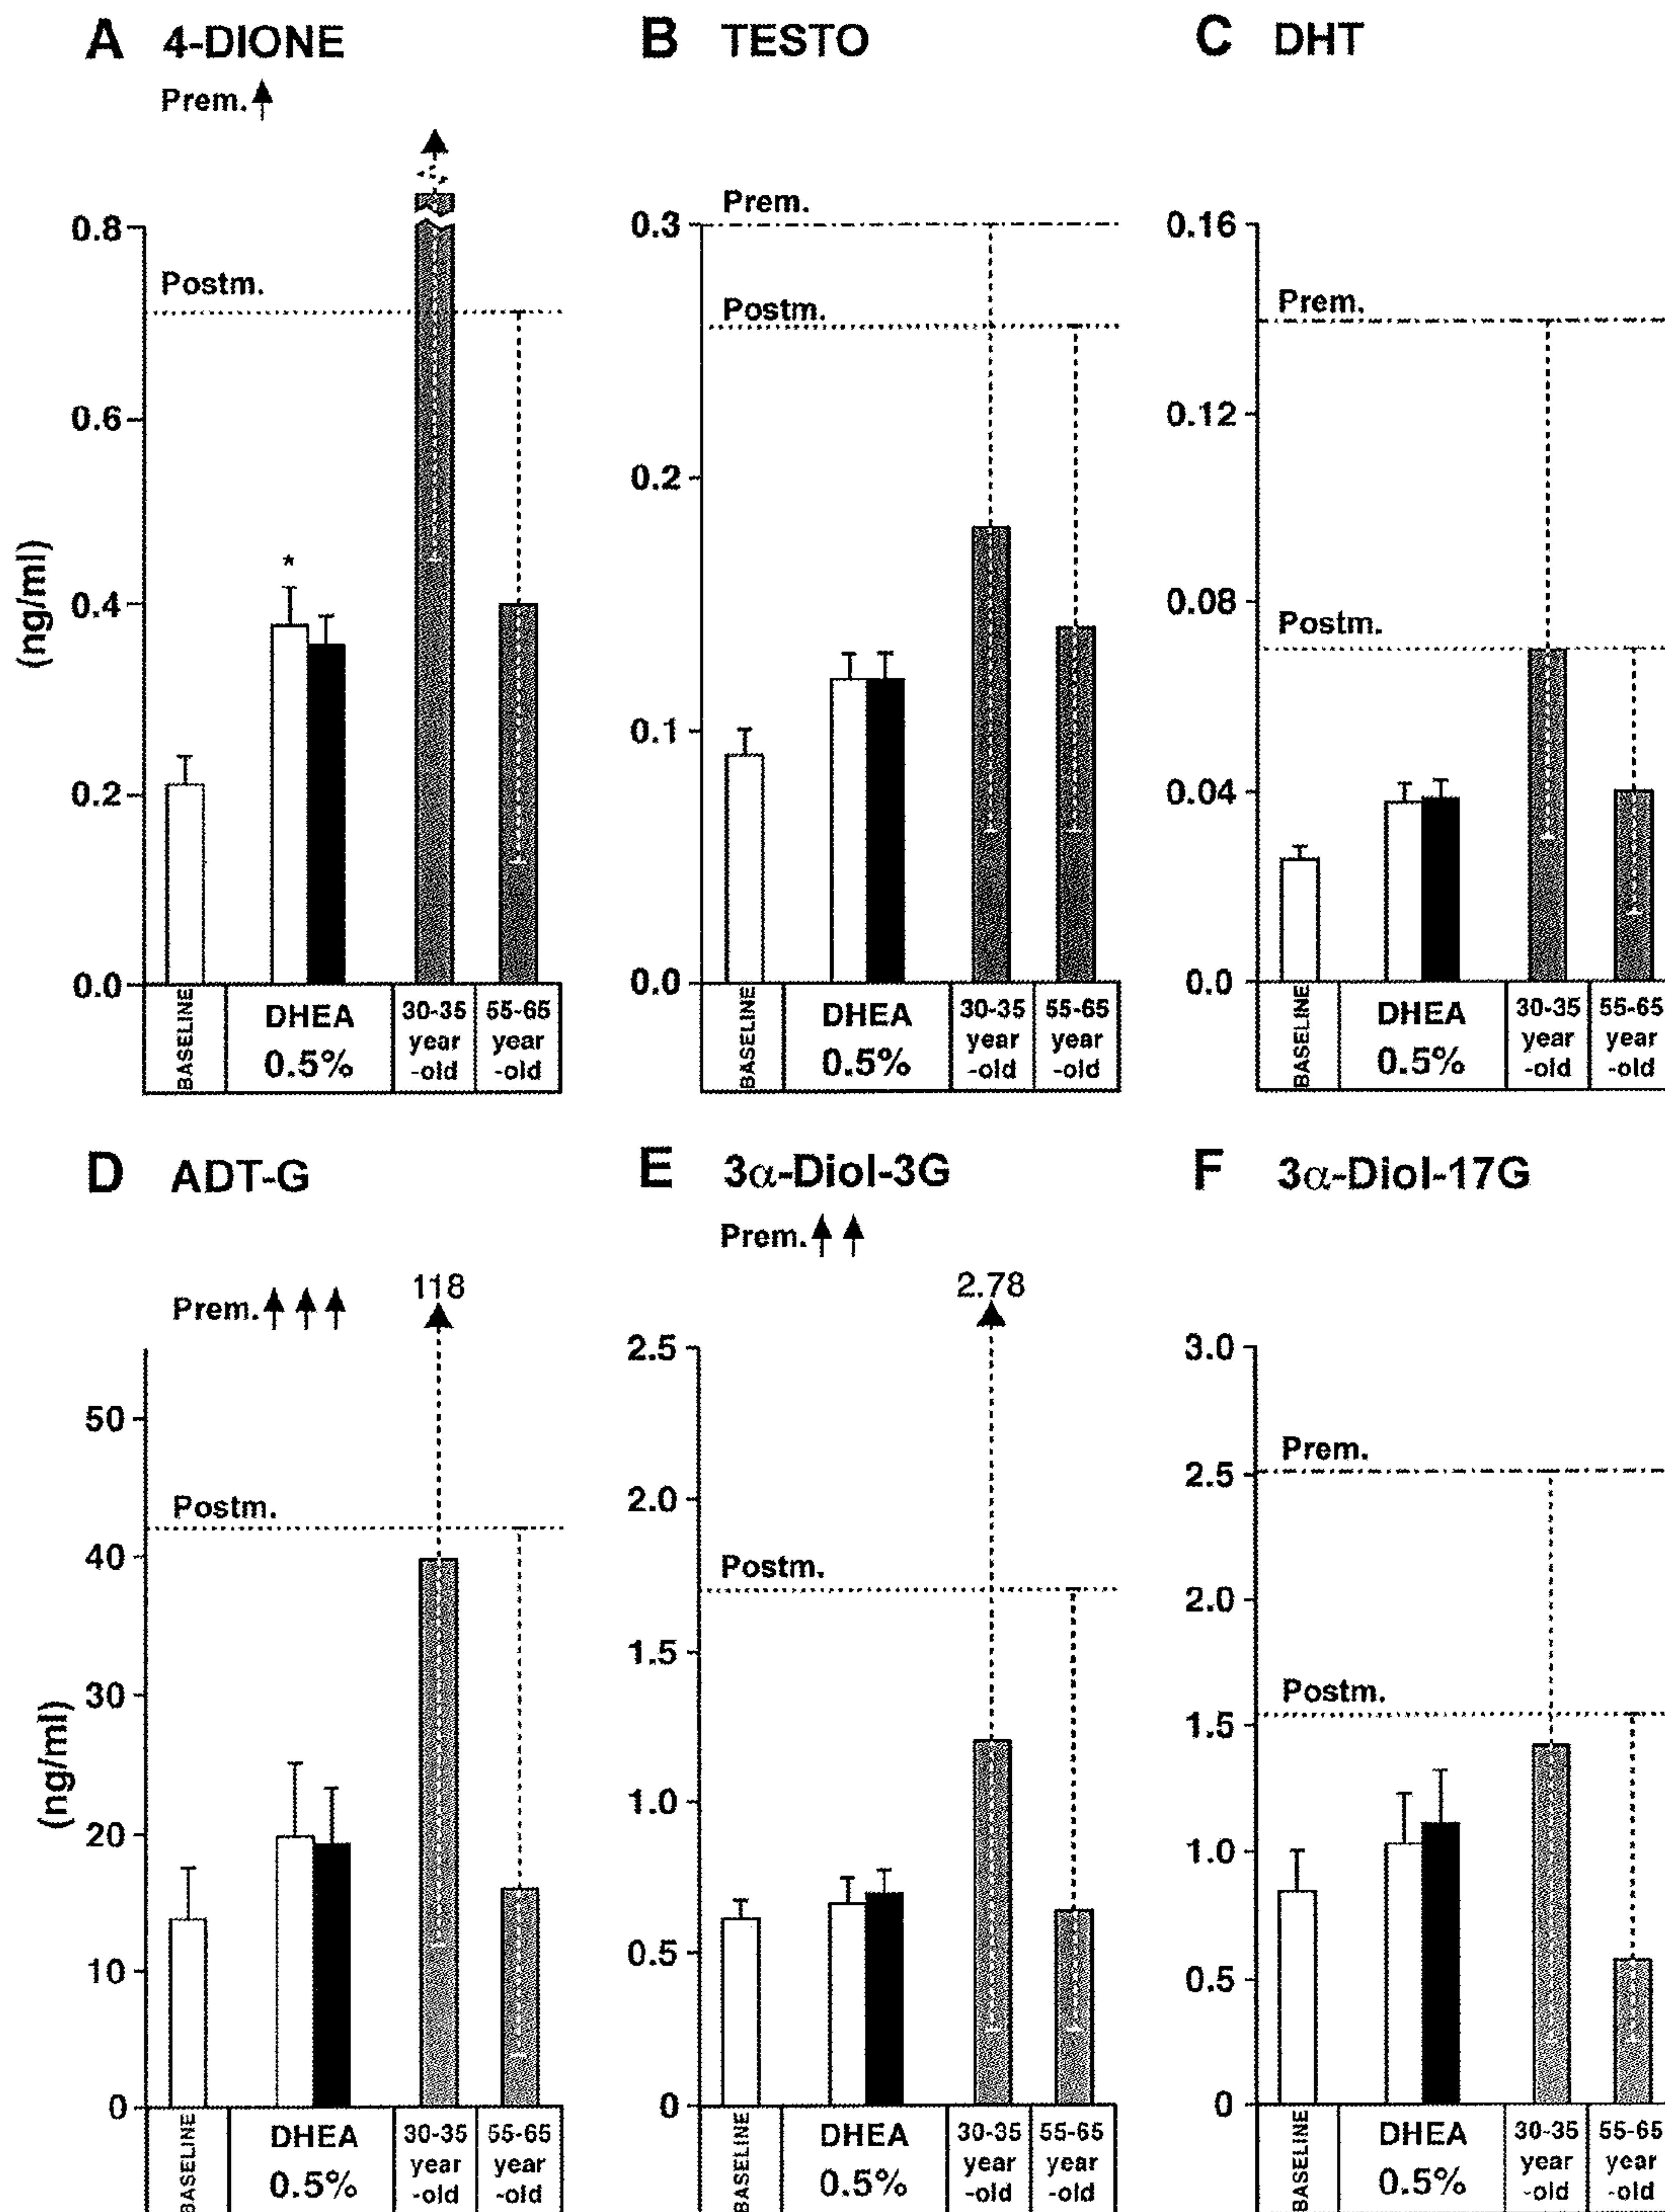 A 4-DIONE
Prem.
0.8
Postm.
0.6
*
0.4
(ng/ml)
0.2
0.0
BASELINE
DHEA
0.5%
30-35
year
-old
55-65
year
-old
B TESTO
Prem.
0.3
Postm.
0.2
0.1
0.0
BASELINE
DHEA
0.5%
30-35
year
-old
55-65
year
-old
C DHT
0.16
Prem.
0.12
0.08
Postm.
0.04
0.0
BASELINE
DHEA
0.5%
30-35
year
-old
55-65
year
-old
D ADT-G
118
Prem.
50
Postm.
40
30
(ng/ml)
20
10
0
BASELINE
DHEA
0.5%
30-35
year
-old
55-65
year
-old
E 3α-Diol-3G
Prem.
2.78
2.5
2.0
Postm.
1.5
1.0
0.5
0
BASELINE
DHEA
0.5%
30-35
year
-old
55-65
year
-old
F 3α-Diol-17G
3.0
Prem.
2.5
2.0
Postm.
1.5
1.0
0.5
0
BASELINE
DHEA
0.5%
30-35
year
-old
55-65
year
-old